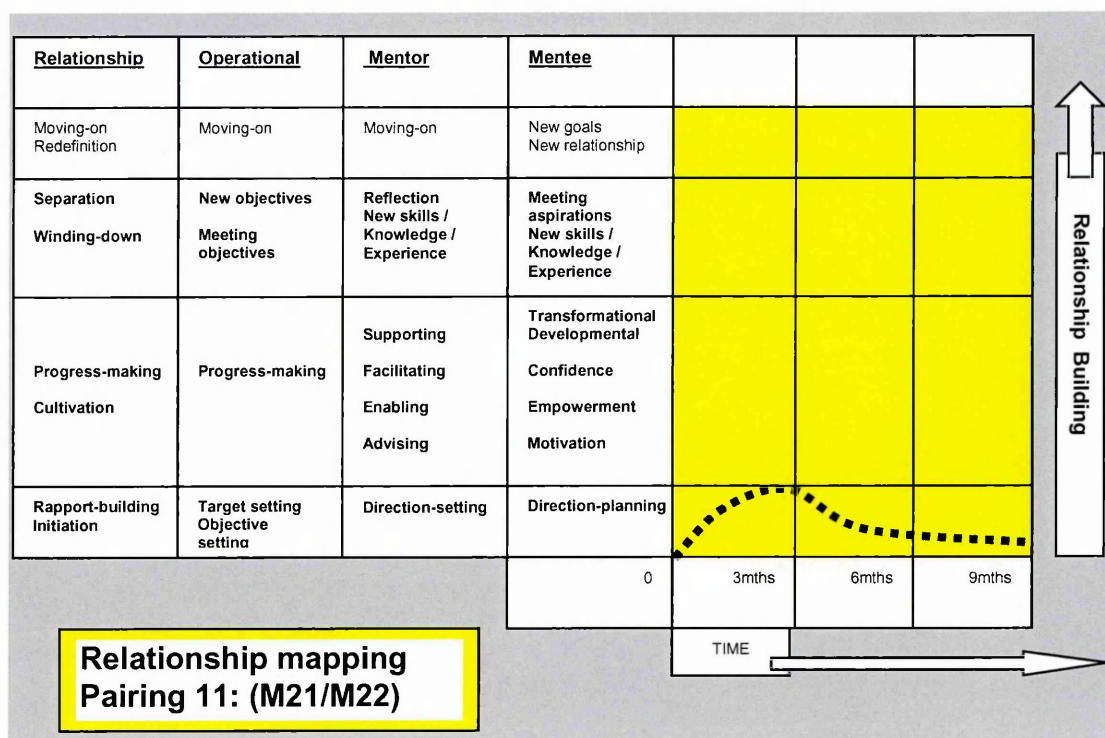 Relationship
Operational
Mentor
Mentee
Moving-on
Redefinition
Moving-on
Moving-on
New goals
New relationship
Separation
Winding-down
New objectives
Meeting
objectives
Reflection
New skills /
Knowledge /
Experience
Meeting
aspirations
New skills /
Knowledge /
Experience
Progress-making
Cultivation
Progress-making
Supporting
Facilitating
Enabling
Advising
Transformational
Developmental
Confidence
Empowerment
Motivation
Rapport-building
Initiation
Target setting
Objective
setting
Direction-setting
Direction-planning
0
3mths
6mths
9mths
TIME
Relationship Building
Relationship mapping
Pairing 11: (M21/M22)